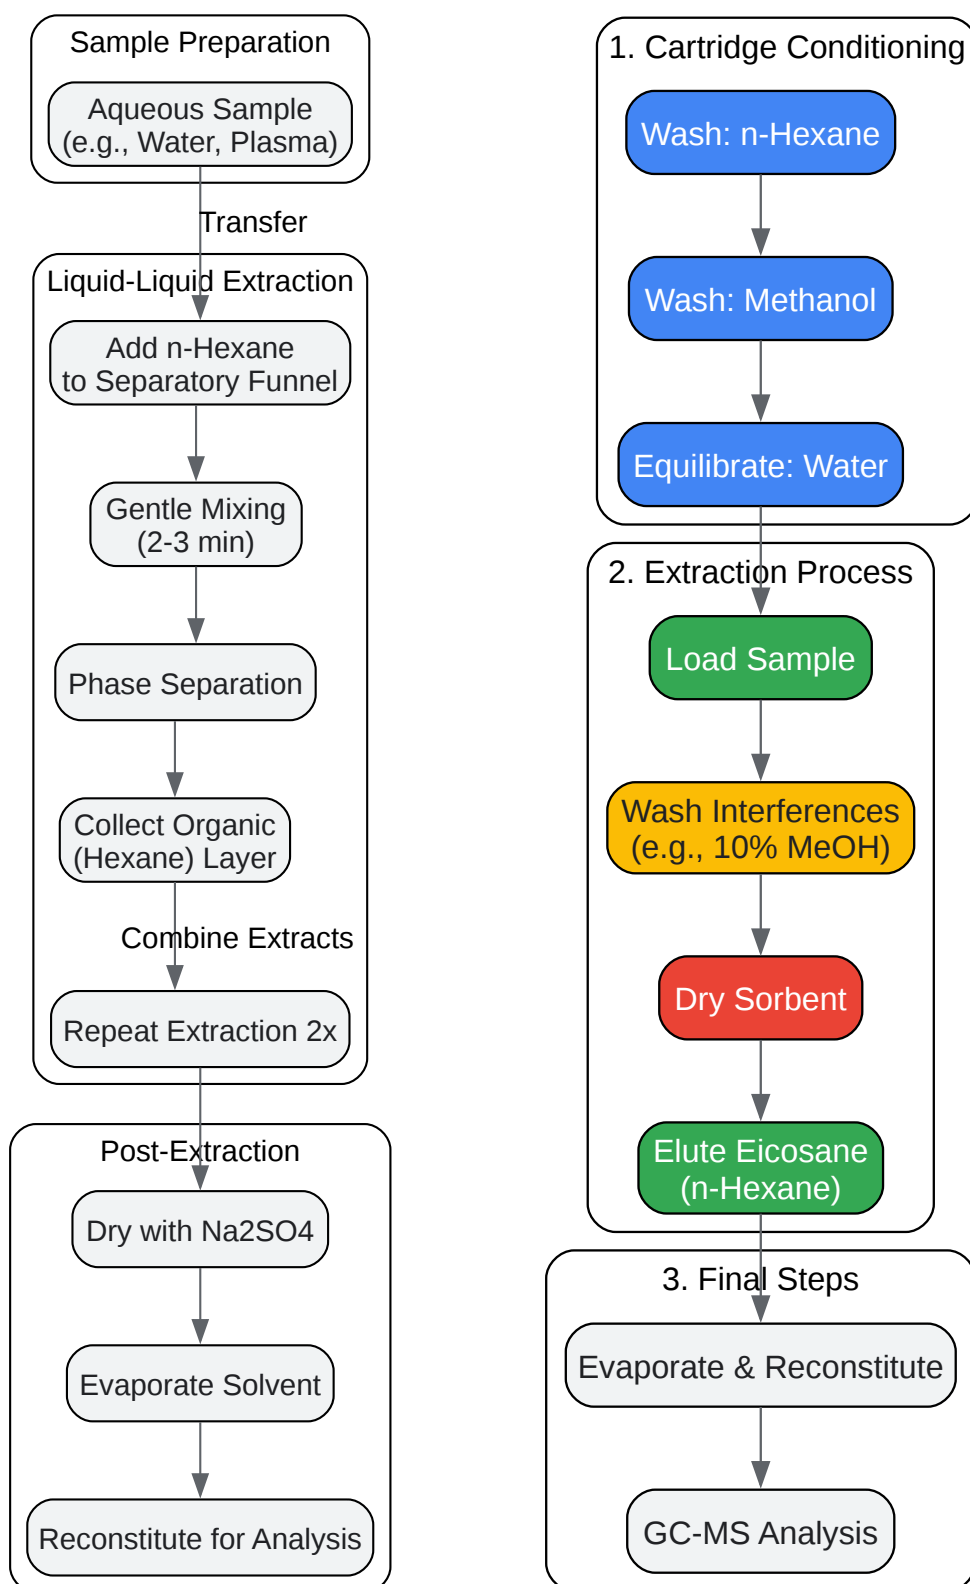 Sample Preparation
Aqueous Sample
(e.g., Water, Plasma)
Transfer
Liquid-Liquid Extraction
Add n-Hexane
to Separatory Funnel
Gentle Mixing
(2-3 min)
Phase Separation
Collect Organic
(Hexane) Layer
Combine Extracts
Repeat Extraction 2x
Post-Extraction
Dry with Na2SO4
Evaporate Solvent
Reconstitute for Analysis
1. Cartridge Conditioning
Wash: n-Hexane
Wash: Methanol
Equilibrate: Water
2. Extraction Process
Load Sample
Wash Interferences
(e.g., 10% MeOH)
Dry Sorbent
Elute Eicosane
(n-Hexane)
3. Final Steps
Evaporate & Reconstitute
GC-MS Analysis